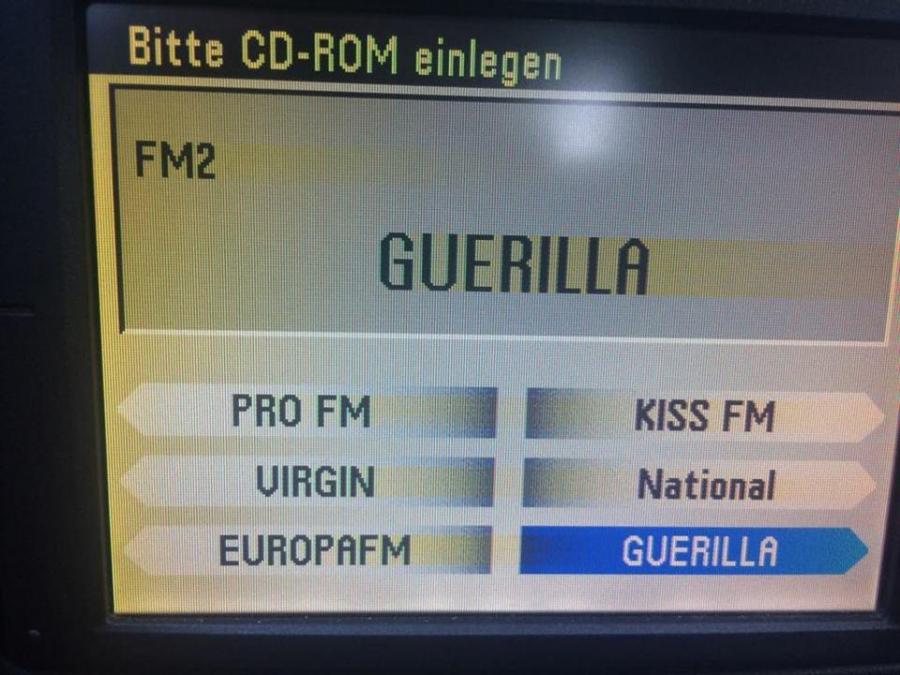 Bitte CD-ROM einlegen
FM2
GUERILLA
PRO FM
KISS FM
VIRGIN
National
EUROPAFM
GUERILLA